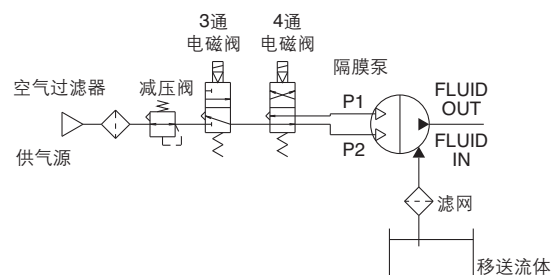 3通
电磁阀
4通
电磁阀
空气过滤器
减压阀
隔膜泵
P1
P2
FLUID
OUT
FLUID
IN
供气源
滤网
移送流体